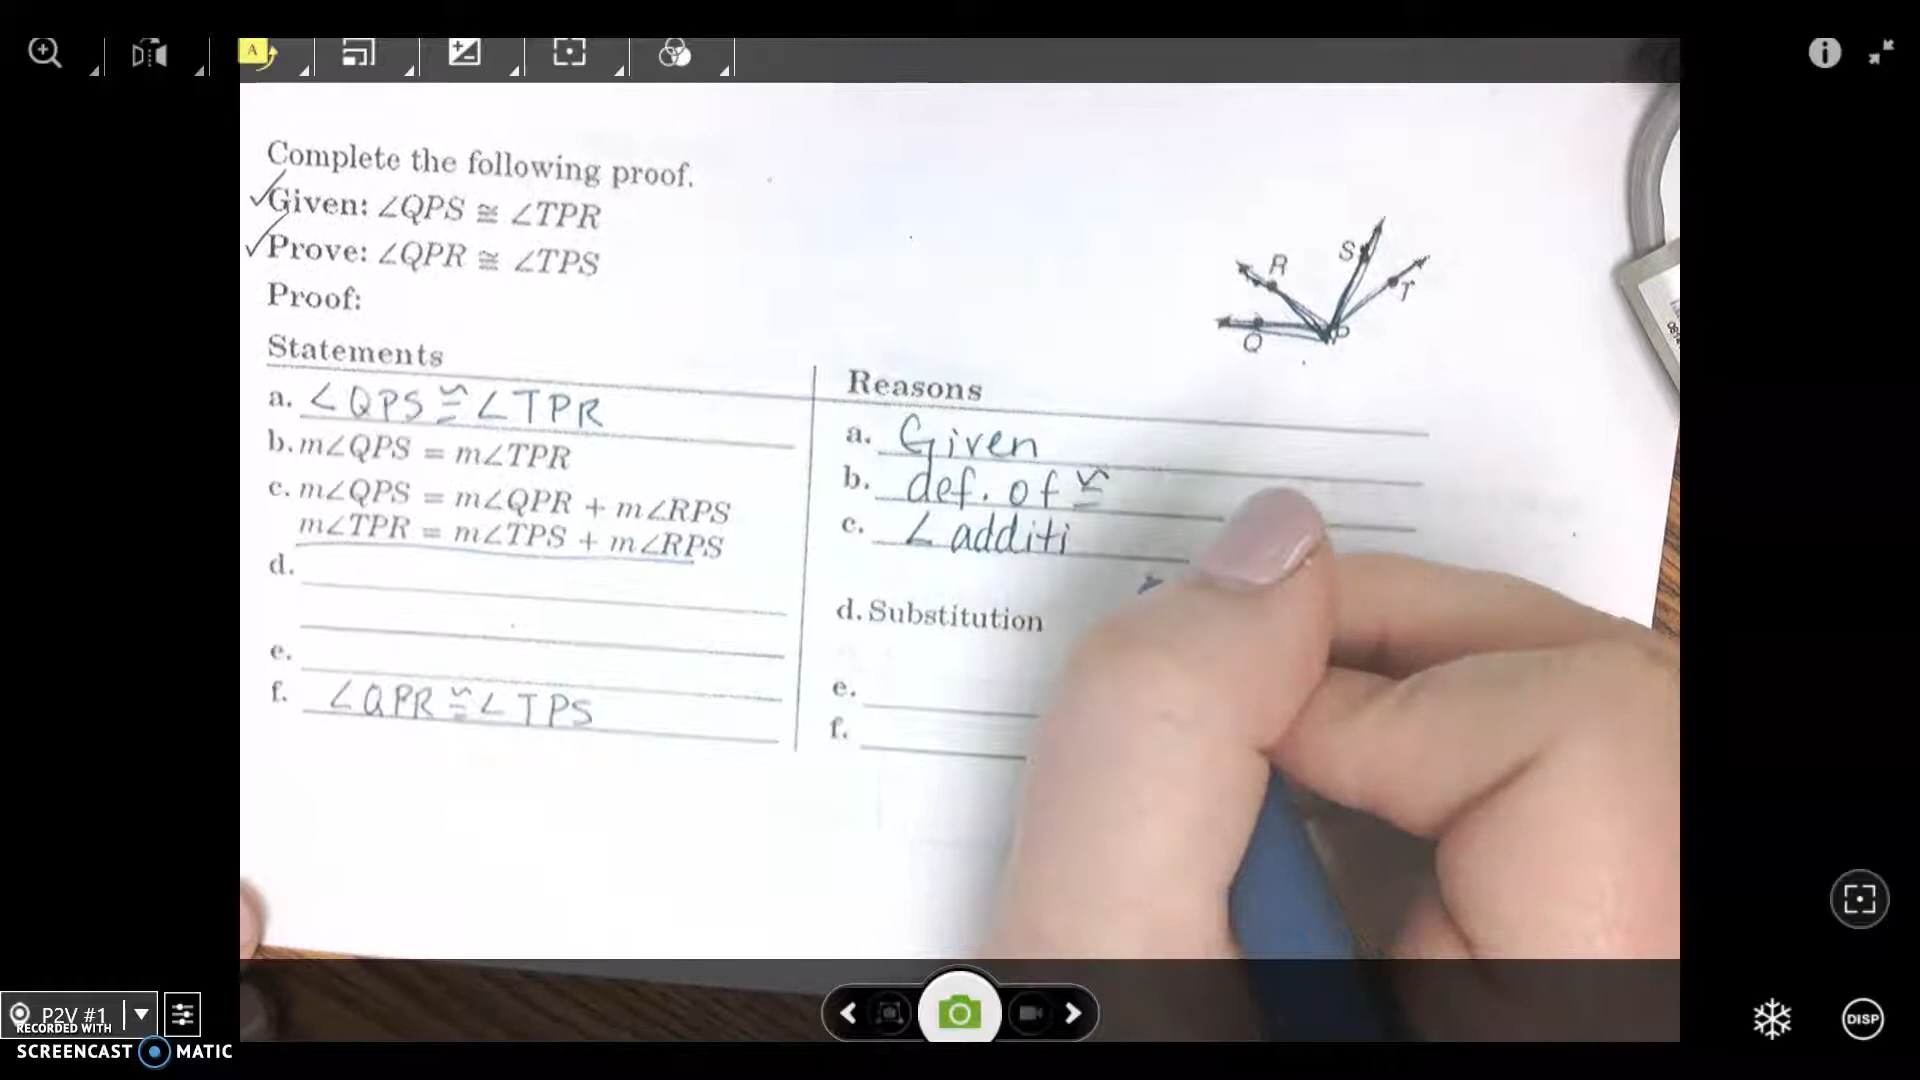 A
Complete the following proof.
Given: ∠QPS ≅ ∠TPR
Prove: ∠QPR ≅ ∠TPS
Proof:
R
S
T
Q
P
Statements
a. ∠QPS ≅ ∠TPR
b. m∠QPS = m∠TPR
c. m∠QPS = m∠QPR + m∠RPS
m∠TPR = m∠TPS + m∠RPS
d.
e.
f. ∠QPR ≅ ∠TPS
Reasons
a. Given
b. def. of ≅
c. ∠ additi
d. Substitution
e.
f.
P2V #1
RECORDED WITH
SCREENCAST MATIC
DISP